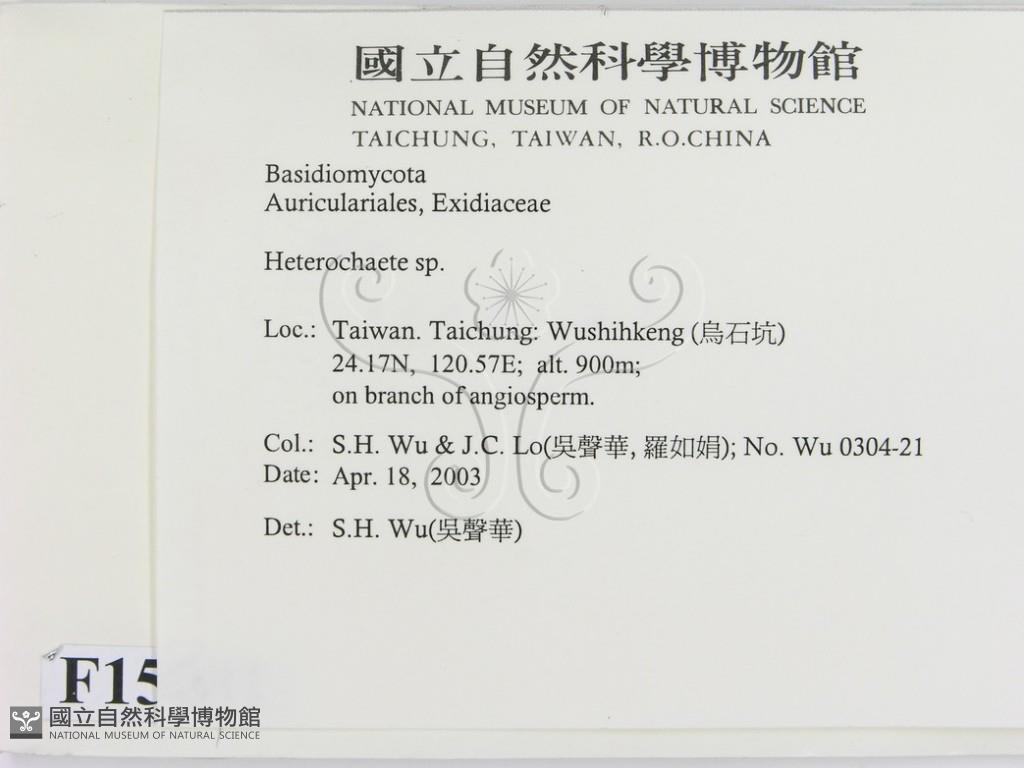 國立自然科學博物館
NATIONAL MUSEUM OF NATURAL SCIENCE
TAICHUNG, TAIWAN, R.O.CHINA
Basidiomycota
Auriculariales, Exidiaceae
Heterochaete sp.
Loc.: Taiwan. Taichung: Wushihkeng (烏石坑)
24.17N, 120.57E; alt. 900m;
on branch of angiosperm.
Col.: S.H. Wu & J.C. Lo(吳聲華, 羅如娟); No. Wu 0304-21
Date: Apr. 18, 2003
Det.: S.H. Wu(吳聲華)
F15
國立自然科學博物館
NATIONAL MUSEUM OF NATURAL SCIENCE